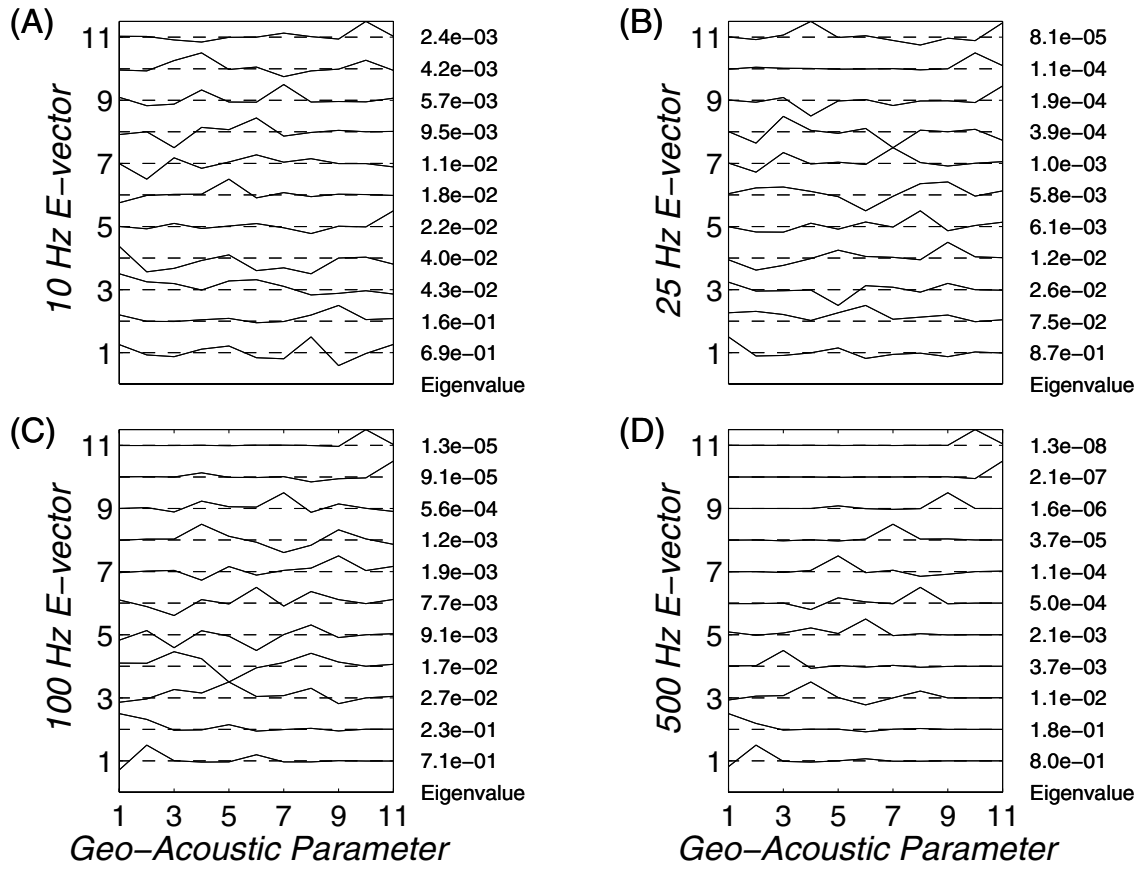 (A)
10 Hz E-vector
11
9
7
5
3
1
2.4e-03
4.2e-03
5.7e-03
9.5e-03
1.1e-02
1.8e-02
2.2e-02
4.0e-02
4.3e-02
1.6e-01
6.9e-01
Eigenvalue
(B)
25 Hz E-vector
11
9
7
5
3
1
8.1e-05
1.1e-04
1.9e-04
3.9e-04
1.0e-03
5.8e-03
6.1e-03
1.2e-02
2.6e-02
7.5e-02
8.7e-01
Eigenvalue
(C)
100 Hz E-vector
11
9
7
5
3
1
1.3e-05
9.1e-05
5.6e-04
1.2e-03
1.9e-03
7.7e-03
9.1e-03
1.7e-02
2.7e-02
2.3e-01
7.1e-01
Eigenvalue
1 3 5 7 9 11
Geo-Acoustic Parameter
(D)
500 Hz E-vector
11
9
7
5
3
1
1.3e-08
2.1e-07
1.6e-06
3.7e-05
1.1e-04
5.0e-04
2.1e-03
3.7e-03
1.1e-02
1.8e-01
8.0e-01
Eigenvalue
1 3 5 7 9 11
Geo-Acoustic Parameter